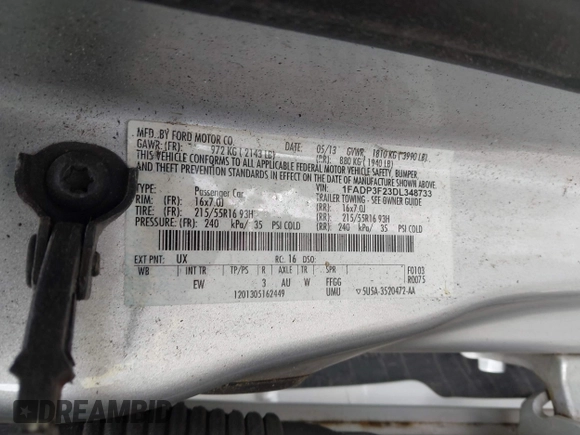 MFD. BY FORD MOTOR CO.
DATE: 05/13 GVWR: 1810 KG (3990 LB)
GAWR: (FR): 972 KG (2143 LB) (RR): 880 KG (1940 LB)
THIS VEHICLE CONFORMS TO ALL APPLICABLE FEDERAL MOTOR VEHICLE SAFETY, BUMPER
AND THEFT PREVENTION STANDARDS IN EFFECT ON THE DATE OF MANUFACTURE SHOWN ABOVE
VIN: 1FADP3F23DL348733
TYPE: Passenger Car TRAILER TOWING - SEE OWNER GUIDE
RIM: (FR): 16x7.0J (RR): 16x7.0J
TIRE: (FR): 215/55R16 93H (RR): 215/55R16 93H
PRESSURE: (FR): 240 kPa/ 35 PSI COLD (RR): 240 kPa/ 35 PSI COLD
EXT PNT: UX RC: 16 DSO: F0103
WB INT TR TP/PS R AXLE TR SPR R0075
EW 3 AU W FFGG
1201305162449 UMU 5U5A-3520472-AA
DREAMBID